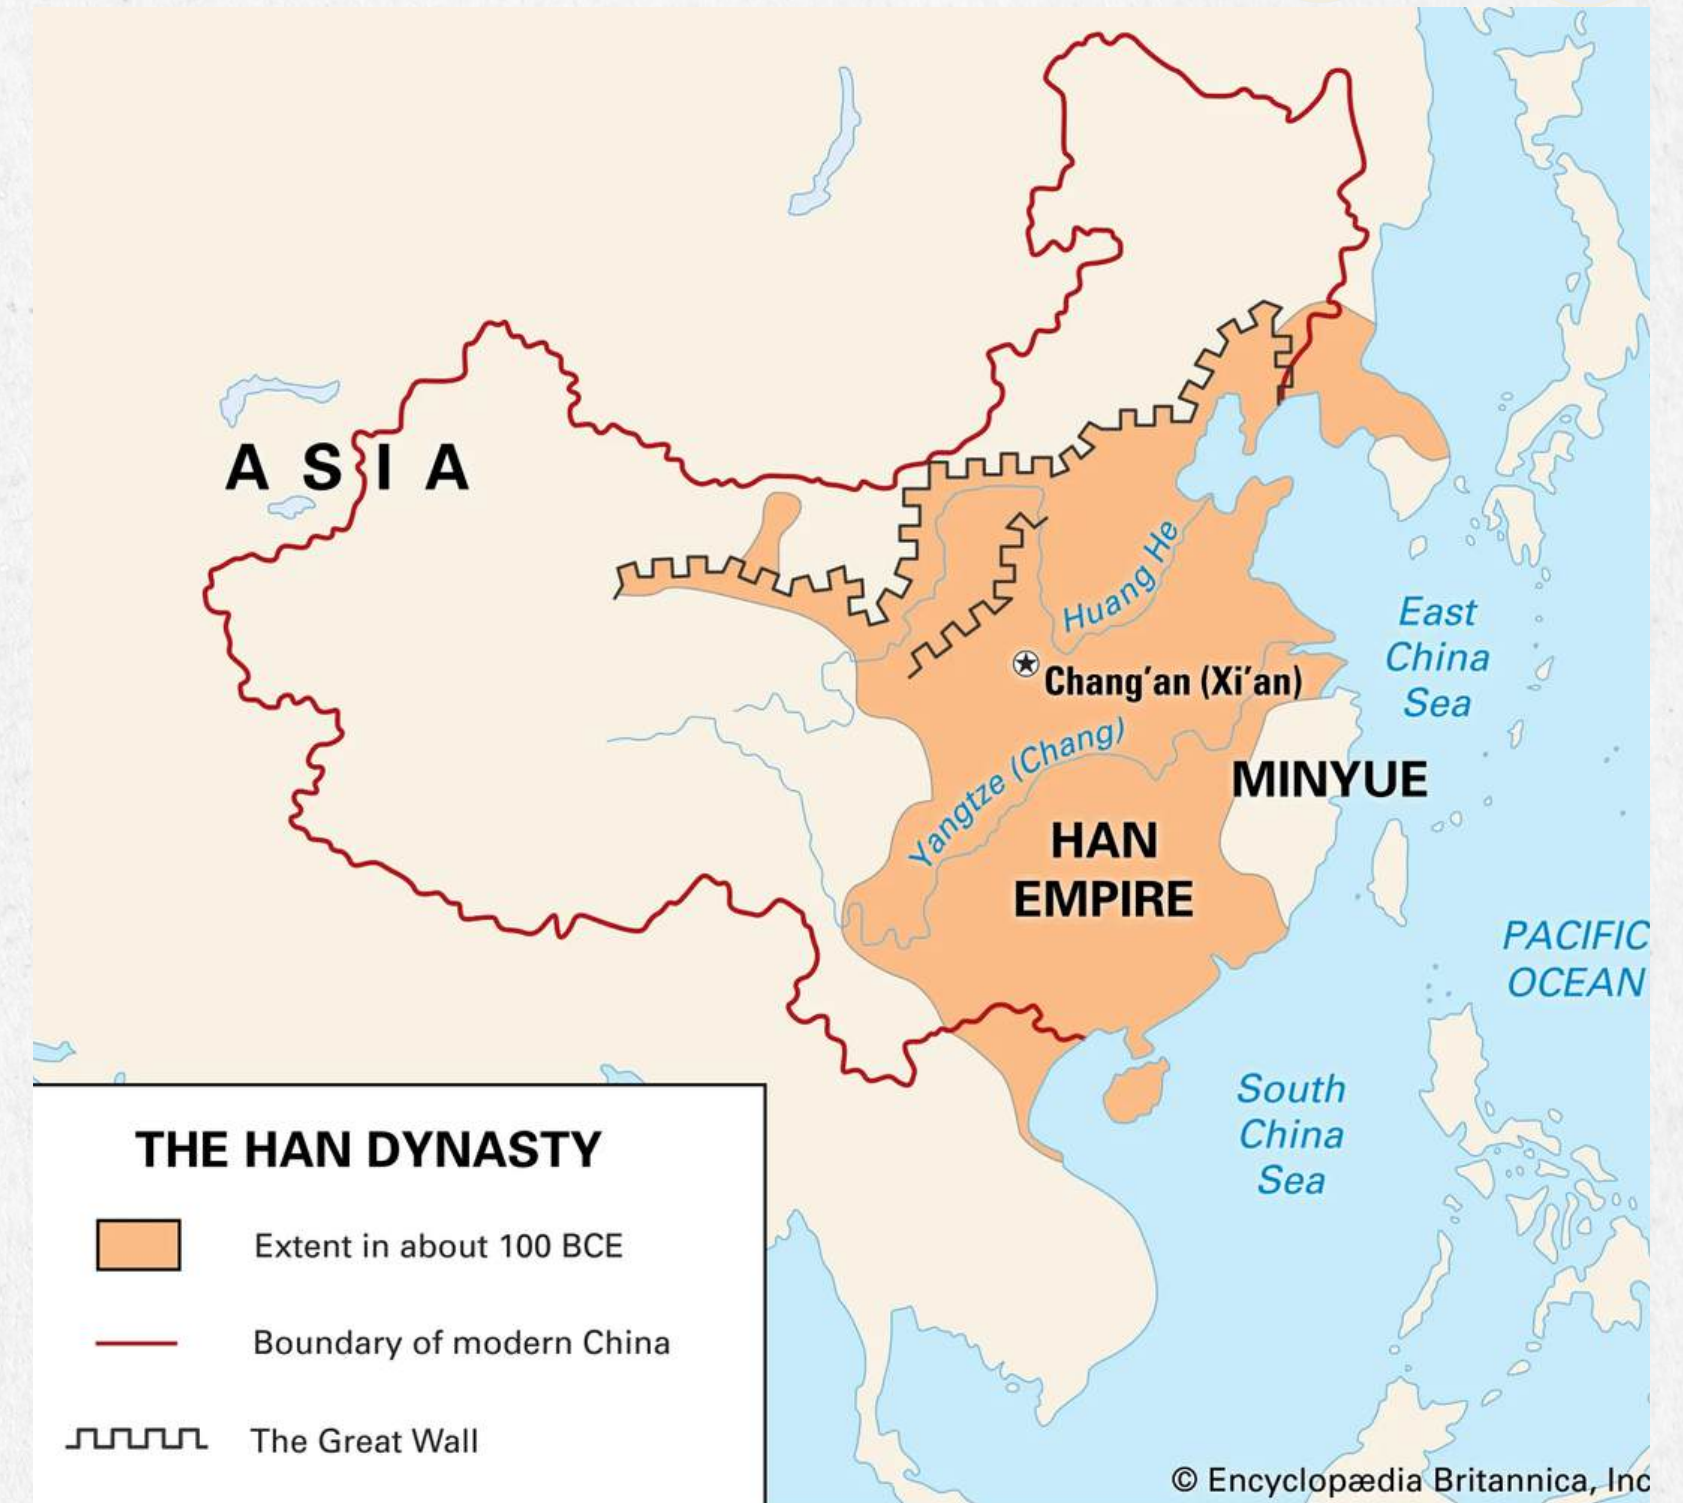 ASIA
Huang He
East
China
Sea
Chang'an (Xi'an)
Yangtze (Chang)
MINYUE
HAN
EMPIRE
PACIFIC
OCEAN
South
China
Sea
THE HAN DYNASTY
Extent in about 100 BCE
Boundary of modern China
The Great Wall
© Encyclopædia Britannica, Inc